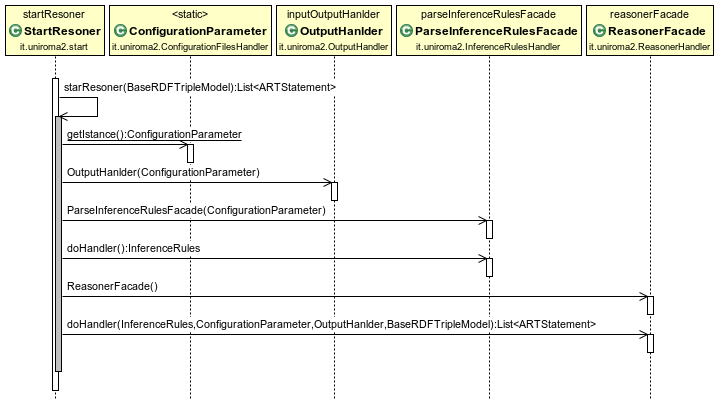 startResoner
StartResoner
it.uniroma2.start
<static>
ConfigurationParameter
it.uniroma2.ConfigurationFilesHandler
inputOutputHanlder
OutputHanlder
it.uniroma2.OutputHandler
parseInferenceRulesFacade
ParseInferenceRulesFacade
it.uniroma2.InferenceRulesHandler
reasonerFacade
ReasonerFacade
it.uniroma2.ReasonerHandler
starResoner(BaseRDFTripleModel):List<ARTStatement>
getIstance():ConfigurationParameter
OutputHanlder(ConfigurationParameter)
ParseInferenceRulesFacade(ConfigurationParameter)
doHandler():InferenceRules
ReasonerFacade()
doHandler(InferenceRules,ConfigurationParameter,OutputHanlder,BaseRDFTripleModel):List<ARTStatement>